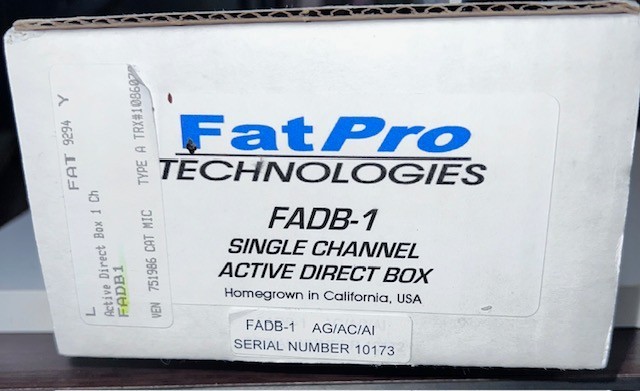 FatPro
TECHNOLOGIES
FADB-1
SINGLE CHANNEL
ACTIVE DIRECT BOX
Homegrown in California, USA
FADB-1 AG/AC/AI
SERIAL NUMBER 10173
L FAT 9294 Y
Active Direct Box 1 Ch
FADB1
VEN 751986 CAT MIC TYPE A